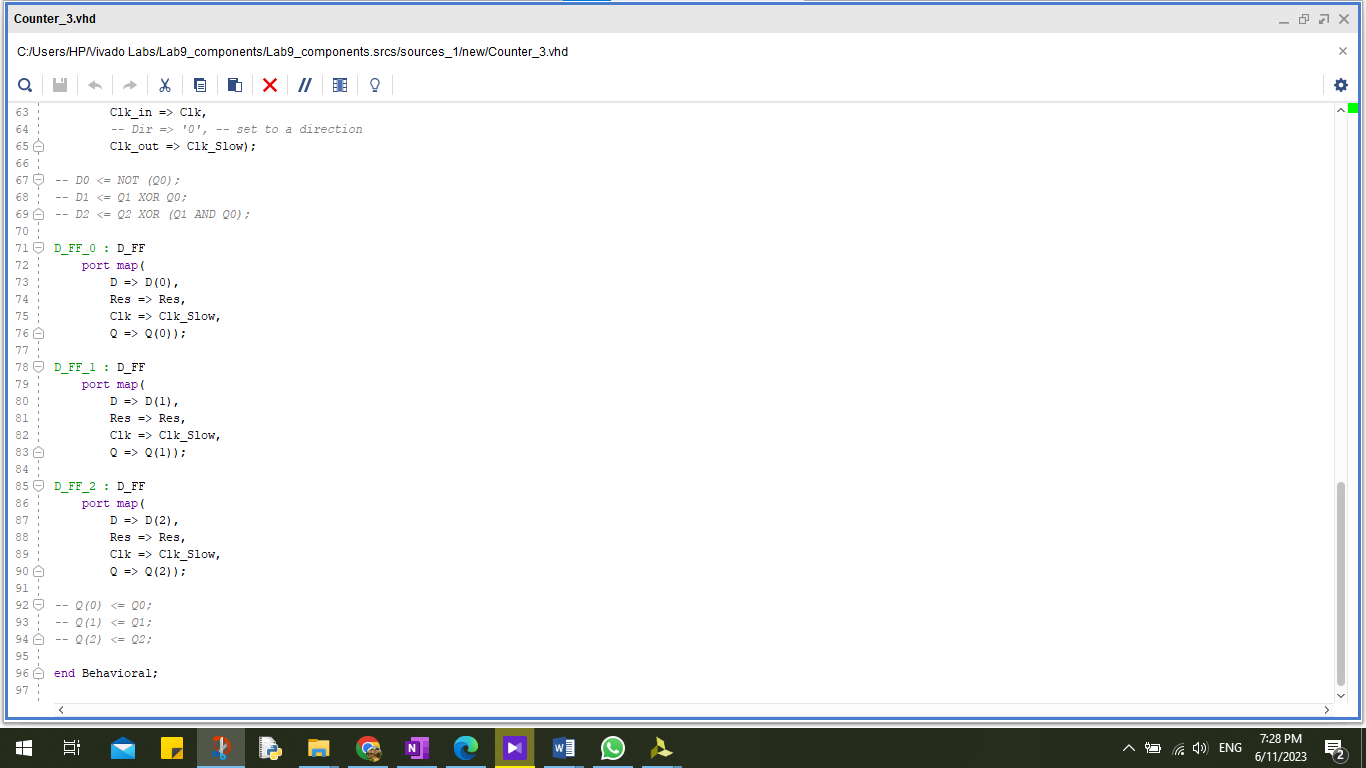 Counter_3.vhd
C:/Users/HP/Vivado Labs/Lab9_components/Lab9_components.srcs/sources_1/new/Counter_3.vhd
63 Clk_in => Clk,
64 -- Dir => '0', -- set to a direction
65 Clk_out => Clk_Slow);
66
67 -- D0 <= NOT (Q0);
68 -- D1 <= Q1 XOR Q0;
69 -- D2 <= Q2 XOR (Q1 AND Q0);
70
71 D_FF_0 : D_FF
72 port map(
73 D => D(0),
74 Res => Res,
75 Clk => Clk_Slow,
76 Q => Q(0));
77
78 D_FF_1 : D_FF
79 port map(
80 D => D(1),
81 Res => Res,
82 Clk => Clk_Slow,
83 Q => Q(1));
84
85 D_FF_2 : D_FF
86 port map(
87 D => D(2),
88 Res => Res,
89 Clk => Clk_Slow,
90 Q => Q(2));
91
92 -- Q(0) <= Q0;
93 -- Q(1) <= Q1;
94 -- Q(2) <= Q2;
95
96 end Behavioral;
97
ENG
7:28 PM
6/11/2023
2